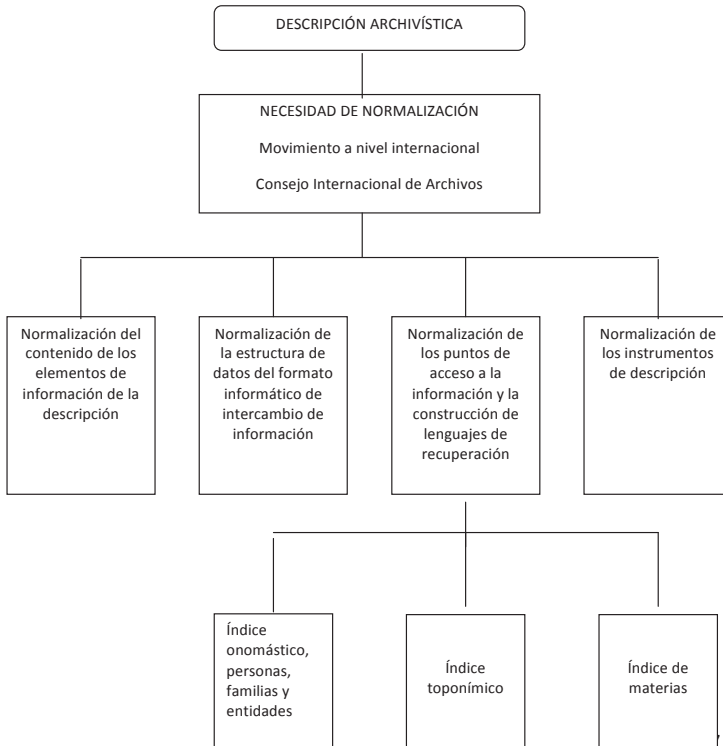 DESCRIPCIÓN ARCHIVÍSTICA
NECESIDAD DE NORMALIZACIÓN
Movimiento a nivel internacional
Consejo Internacional de Archivos
Normalización del
contenido de los
elementos de
información de la
descripción
Normalización de
la estructura de
datos del formato
informático de
intercambio de
información
Normalización de
los puntos de
acceso a la
información y la
construcción de
lenguajes de
recuperación
Normalización de
los instrumentos
de descripción
Índice
onomástico,
personas,
familias y
entidades
Índice
toponímico
Índice de
materias